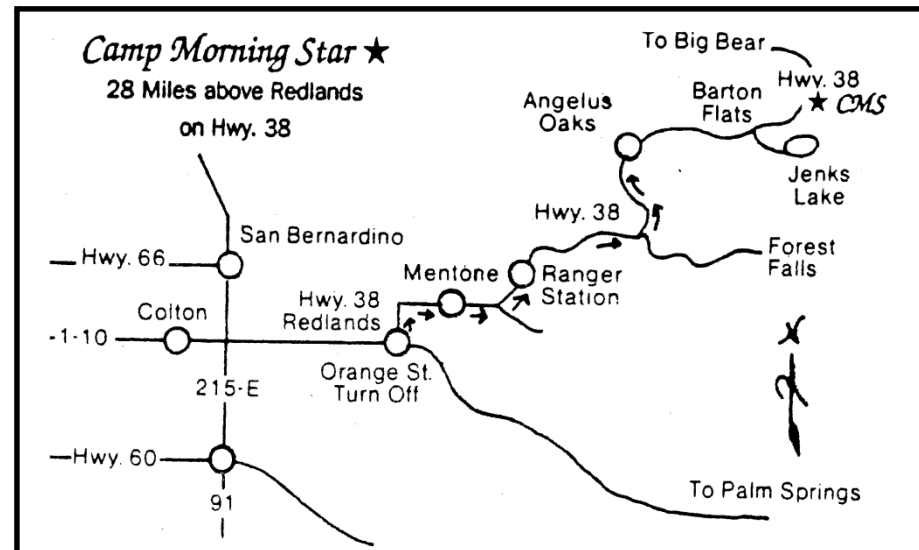 Camp Morning Star ★
28 Miles above Redlands
on Hwy. 38
To Big Bear
Hwy. 38
★ CMS
Barton
Flats
Angelus
Oaks
Jenks
Lake
Hwy. 38
San Bernardino
Hwy. 66
Forest
Falls
Mentone
Ranger
Station
Hwy. 38
Redlands
Colton
-1-10
Orange St.
Turn Off
215-E
Hwy. 60
91
To Palm Springs